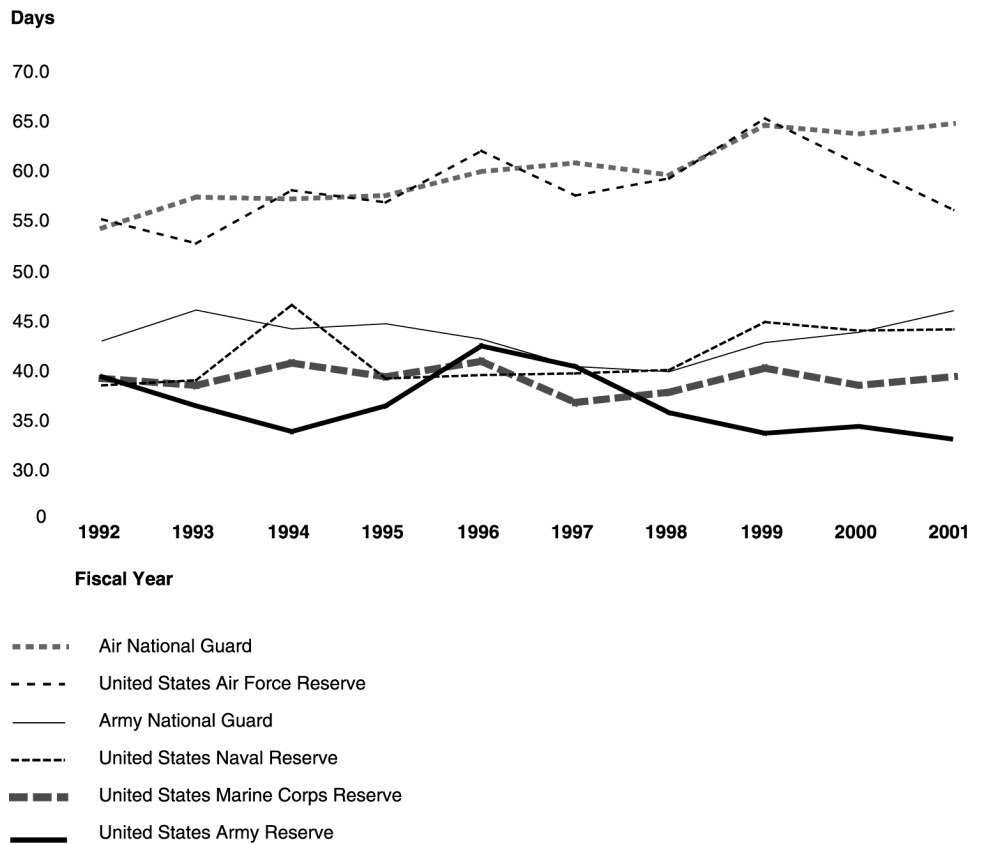 Days
70.0
65.0
60.0
55.0
50.0
45.0
40.0
35.0
30.0
0
1992 1993 1994 1995 1996 1997 1998 1999 2000 2001
Fiscal Year
Air National Guard
United States Air Force Reserve
Army National Guard
United States Naval Reserve
United States Marine Corps Reserve
United States Army Reserve